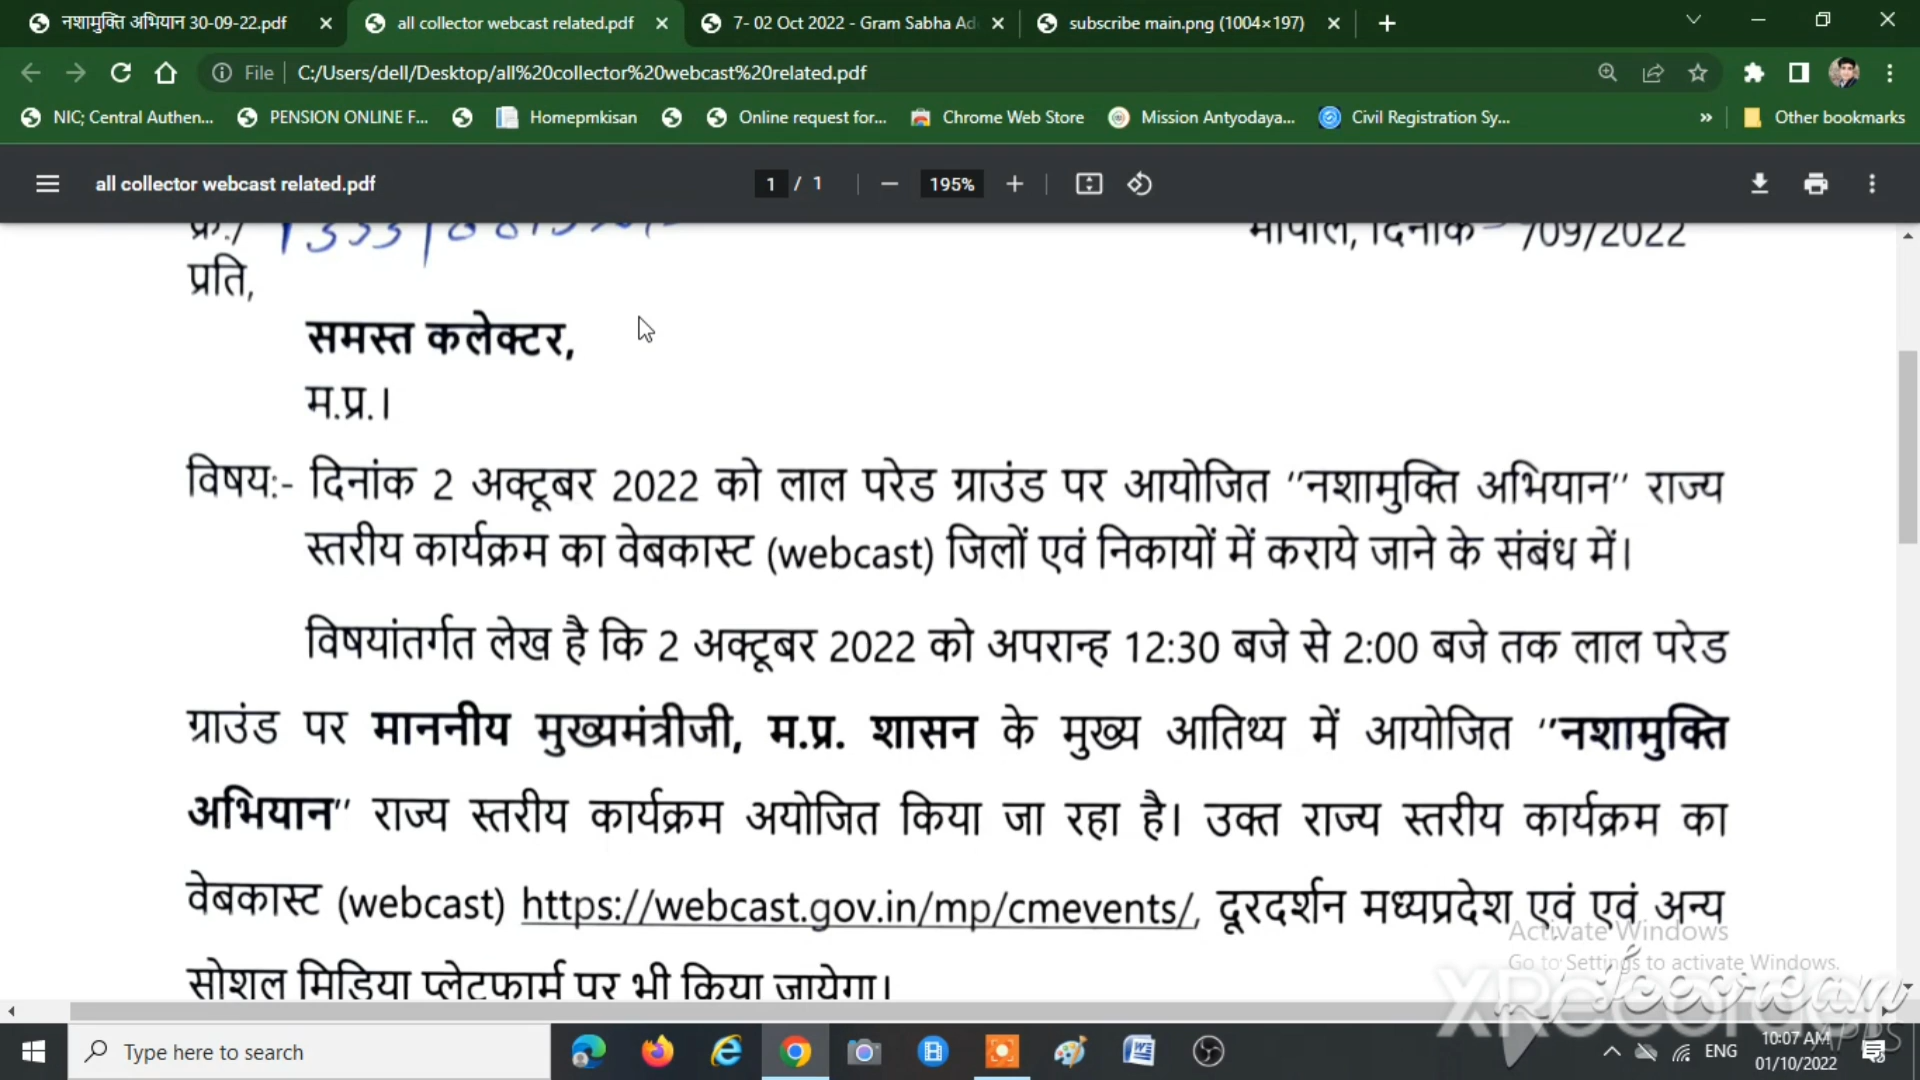 नशामुक्ति अभियान 30-09-22.pdf
all collector webcast related.pdf
7- 02 Oct 2022 - Gram Sabha Ad
subscribe main.png (1004×197)
File
C:/Users/dell/Desktop/all%20collector%20webcast%20related.pdf
NIC; Central Authen...
PENSION ONLINE F...
Homepmkisan
Online request for...
Chrome Web Store
Mission Antyodaya...
Civil Registration Sy...
»
Other bookmarks
all collector webcast related.pdf
1 / 1
195%
क्र./
भोपाल, दिनांक /09/2022
प्रति,
समस्त कलेक्टर,
म.प्र.।
विषय:- दिनांक 2 अक्टूबर 2022 को लाल परेड ग्राउंड पर आयोजित ''नशामुक्ति अभियान'' राज्य
स्तरीय कार्यक्रम का वेबकास्ट (webcast) जिलों एवं निकायों में कराये जाने के संबंध में।
विषयांतर्गत लेख है कि 2 अक्टूबर 2022 को अपरान्ह 12:30 बजे से 2:00 बजे तक लाल परेड
ग्राउंड पर माननीय मुख्यमंत्रीजी, म.प्र. शासन के मुख्य आतिथ्य में आयोजित ''नशामुक्ति
अभियान'' राज्य स्तरीय कार्यक्रम अयोजित किया जा रहा है। उक्त राज्य स्तरीय कार्यक्रम का
वेबकास्ट (webcast) https://webcast.gov.in/mp/cmevents/, दूरदर्शन मध्यप्रदेश एवं एवं अन्य
सोशल मिडिया प्लेटफार्म पर भी किया जायेगा।
Activate Windows
Go to Settings to activate Windows.
XRecorder
Type here to search
ENG
10:07 AM
01/10/2022